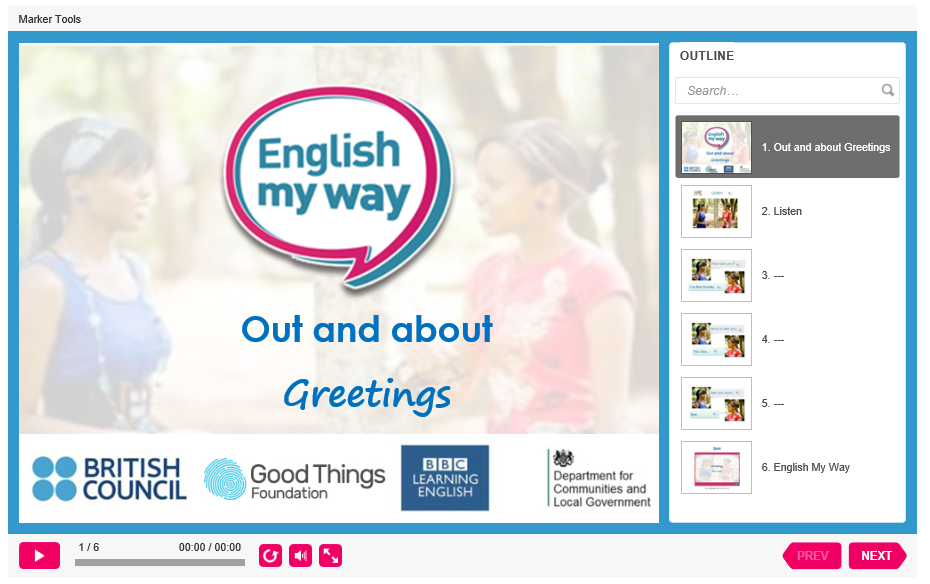 Marker Tools
English
my way
Out and about
Greetings
BRITISH
COUNCIL
Good Things
Foundation
BBC
LEARNING
ENGLISH
Department for
Communities and
Local Government
OUTLINE
Search...
1. Out and about Greetings
2. Listen
3. ---
4. ---
5. ---
6. English My Way
1 / 6
00:00 / 00:00
PREV
NEXT